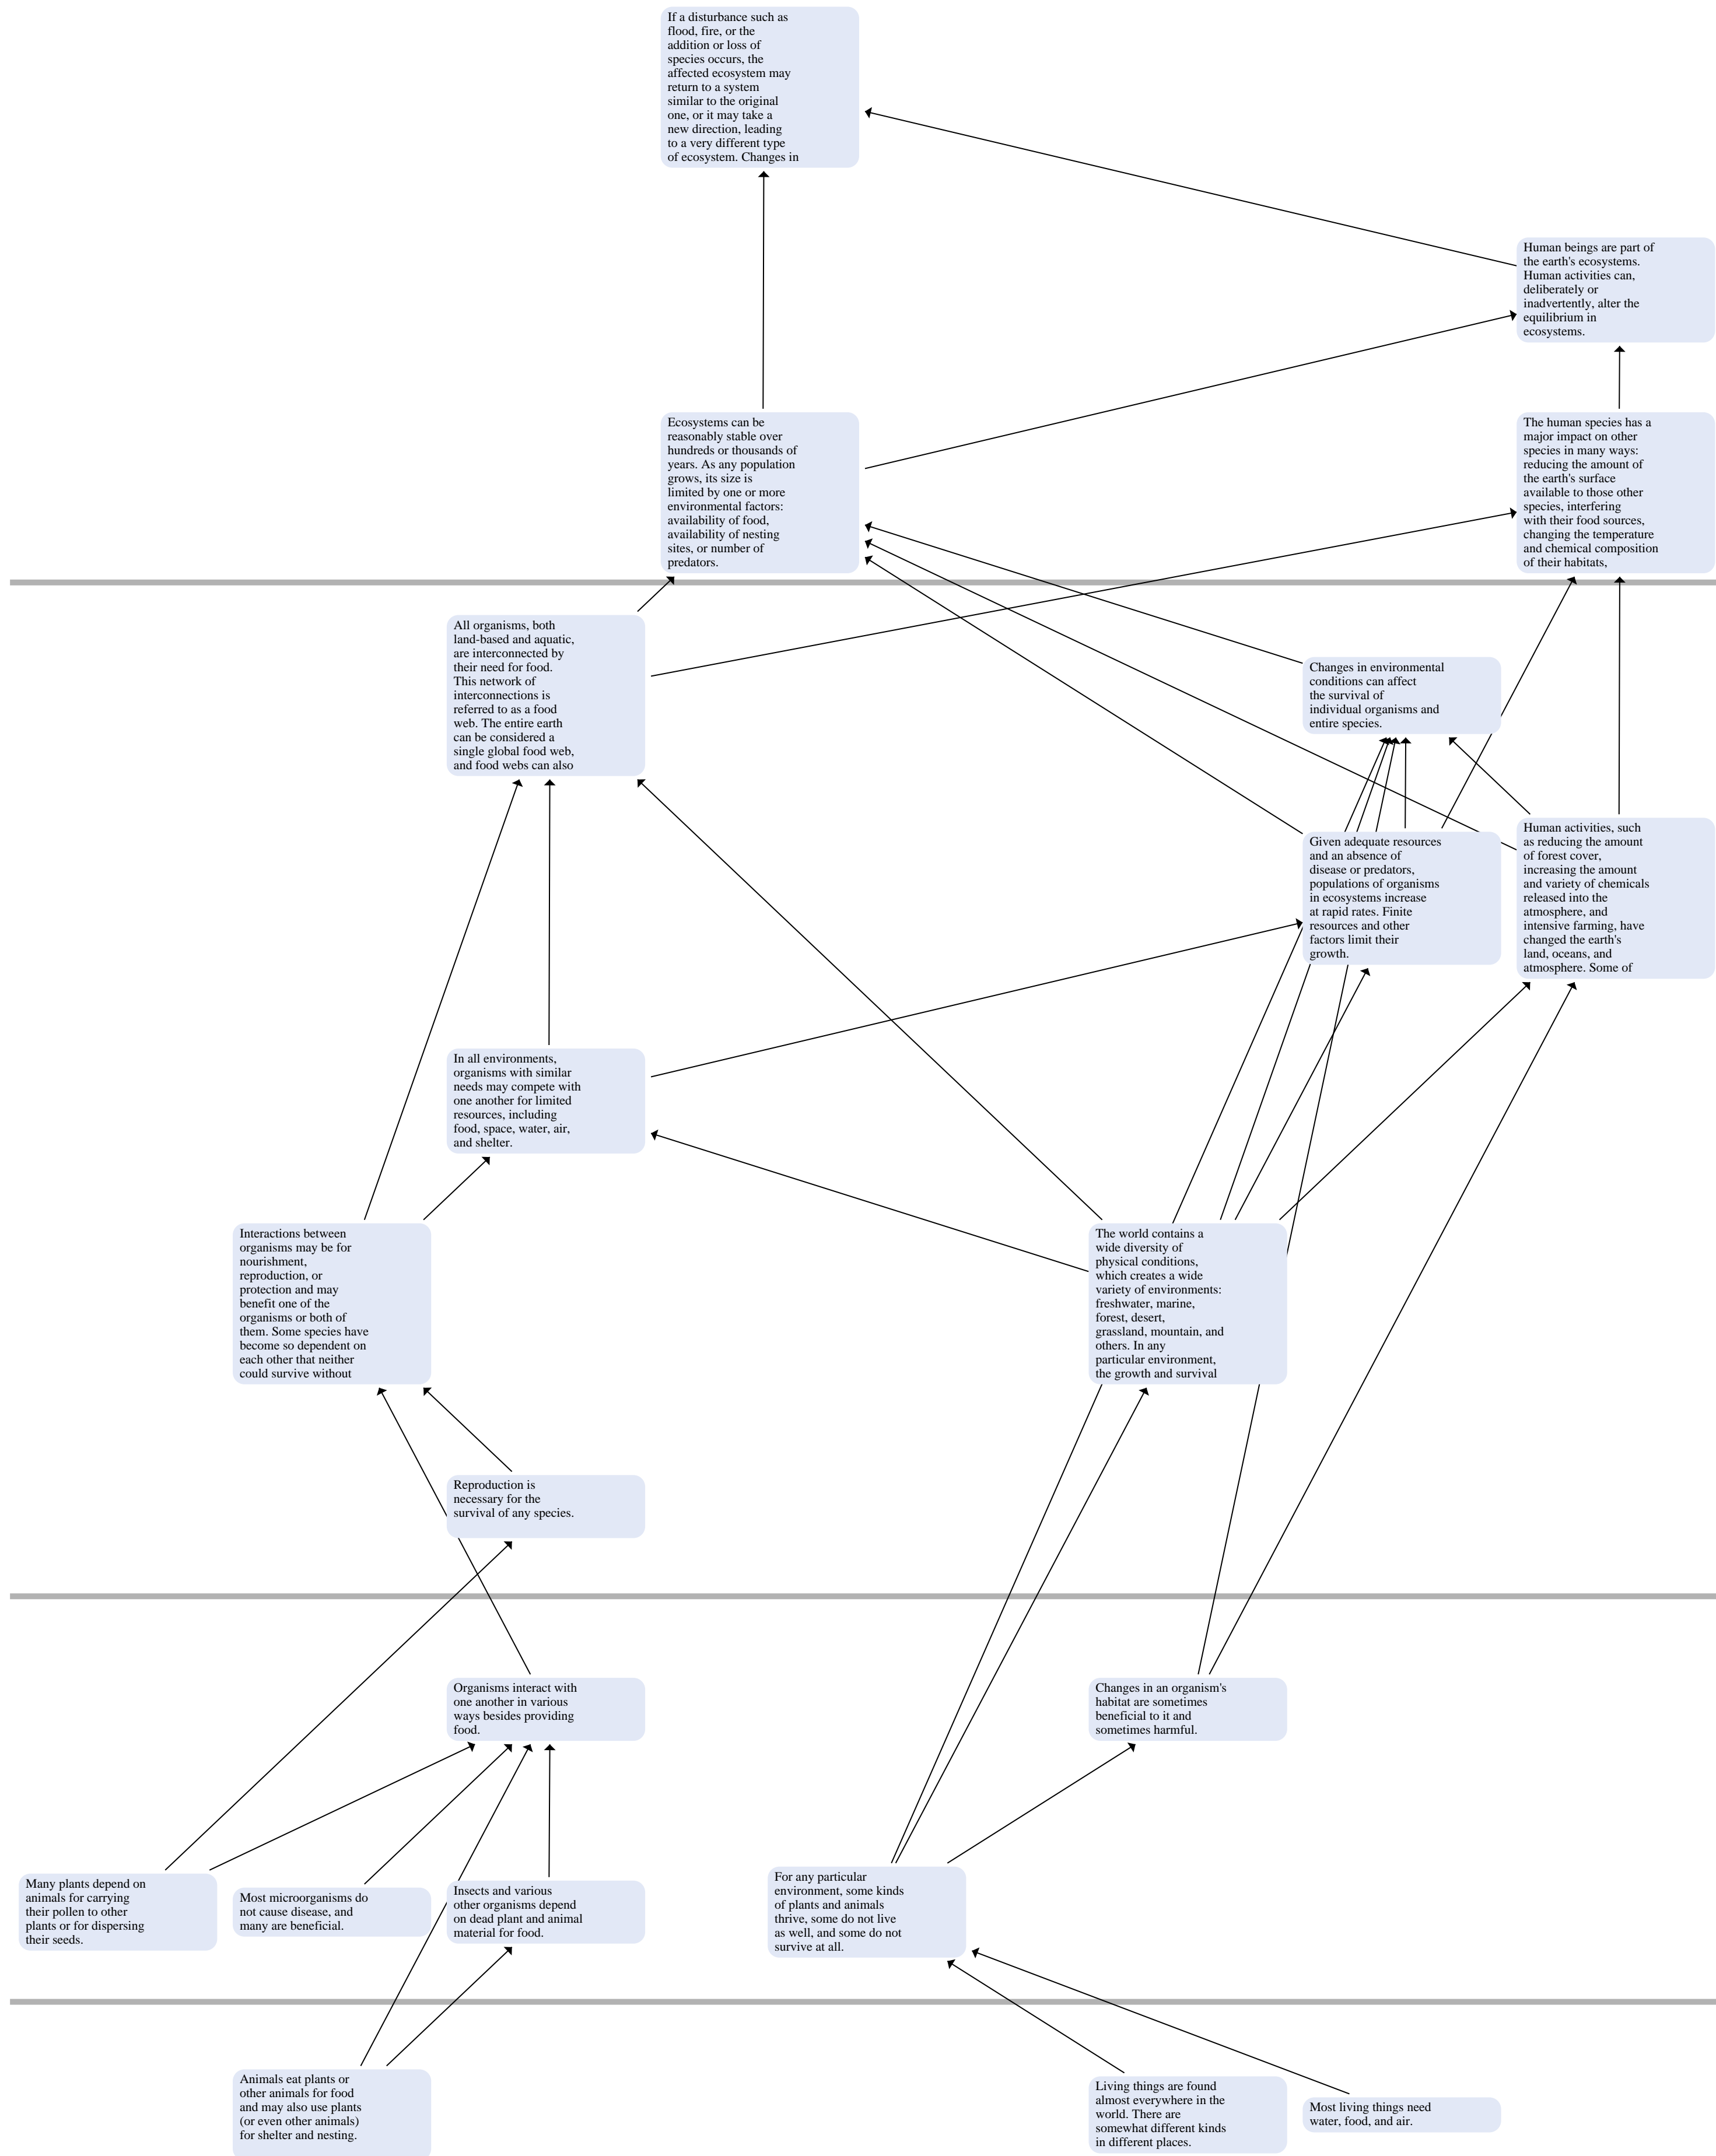 If a disturbance such as
flood, fire, or the
addition or loss of
species occurs, the
affected ecosystem may
return to a system
similar to the original
one, or it may take a
new direction, leading
to a very different type
of ecosystem. Changes in
Human beings are part of
the earth's ecosystems.
Human activities can,
deliberately or
inadvertently, alter the
equilibrium in
ecosystems.
Ecosystems can be
reasonably stable over
hundreds or thousands of
years. As any population
grows, its size is
limited by one or more
environmental factors:
availability of food,
availability of nesting
sites, or number of
predators.
The human species has a
major impact on other
species in many ways:
reducing the amount of
the earth's surface
available to those other
species, interfering
with their food sources,
changing the temperature
and chemical composition
of their habitats,
All organisms, both
land-based and aquatic,
are interconnected by
their need for food.
This network of
interconnections is
referred to as a food
web. The entire earth
can be considered a
single global food web,
and food webs can also
Changes in environmental
conditions can affect
the survival of
individual organisms and
entire species.
Given adequate resources
and an absence of
disease or predators,
populations of organisms
in ecosystems increase
at rapid rates. Finite
resources and other
factors limit their
growth.
Human activities, such
as reducing the amount
of forest cover,
increasing the amount
and variety of chemicals
released into the
atmosphere, and
intensive farming, have
changed the earth's
land, oceans, and
atmosphere. Some of
In all environments,
organisms with similar
needs may compete with
one another for limited
resources, including
food, space, water, air,
and shelter.
Interactions between
organisms may be for
nourishment,
reproduction, or
protection and may
benefit one of the
organisms or both of
them. Some species have
become so dependent on
each other that neither
could survive without
The world contains a
wide diversity of
physical conditions,
which creates a wide
variety of environments:
freshwater, marine,
forest, desert,
grassland, mountain, and
others. In any
particular environment,
the growth and survival
Reproduction is
necessary for the
survival of any species.
Organisms interact with
one another in various
ways besides providing
food.
Changes in an organism's
habitat are sometimes
beneficial to it and
sometimes harmful.
Many plants depend on
animals for carrying
their pollen to other
plants or for dispersing
their seeds.
Most microorganisms do
not cause disease, and
many are beneficial.
Insects and various
other organisms depend
on dead plant and animal
material for food.
For any particular
environment, some kinds
of plants and animals
thrive, some do not live
as well, and some do not
survive at all.
Animals eat plants or
other animals for food
and may also use plants
(or even other animals)
for shelter and nesting.
Living things are found
almost everywhere in the
world. There are
somewhat different kinds
in different places.
Most living things need
water, food, and air.